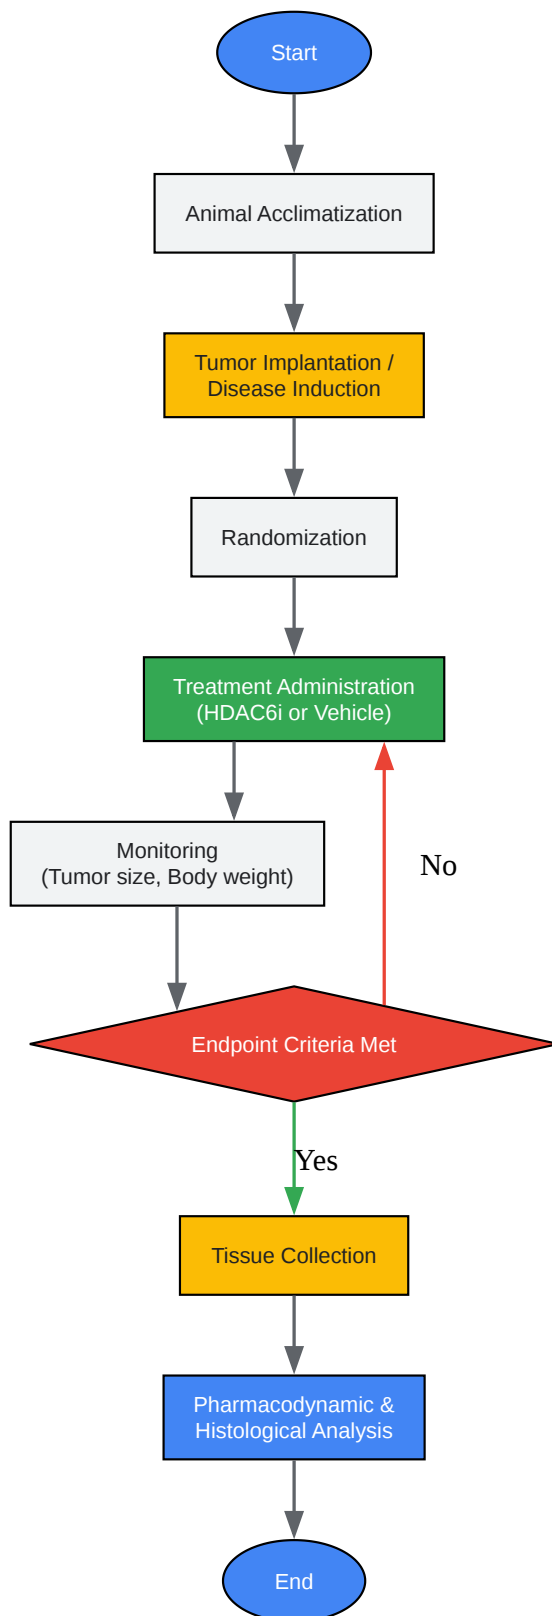 Start
Animal Acclimatization
Tumor Implantation /
Disease Induction
Randomization
Treatment Administration
(HDAC6i or Vehicle)
Monitoring
(Tumor size, Body weight)
No
Endpoint Criteria Met
Yes
Tissue Collection
Pharmacodynamic &
Histological Analysis
End